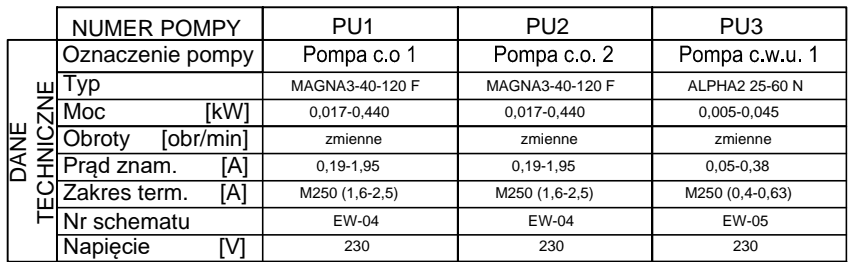 NUMER POMPY PU1 PU2 PU3
Oznaczenie pompy Pompa c.o 1 Pompa c.o. 2 Pompa c.w.u. 1
Typ MAGNA3-40-120 F MAGNA3-40-120 F ALPHA2 25-60 N
Moc [kW] 0,017-0,440 0,017-0,440 0,005-0,045
Obroty [obr/min] zmienne zmienne zmienne
Prąd znam. [A] 0,19-1,95 0,19-1,95 0,05-0,38
Zakres term. [A] M250 (1,6-2,5) M250 (1,6-2,5) M250 (0,4-0,63)
Nr schematu EW-04 EW-04 EW-05
Napięcie [V] 230 230 230
DANE
TECHNICZNE